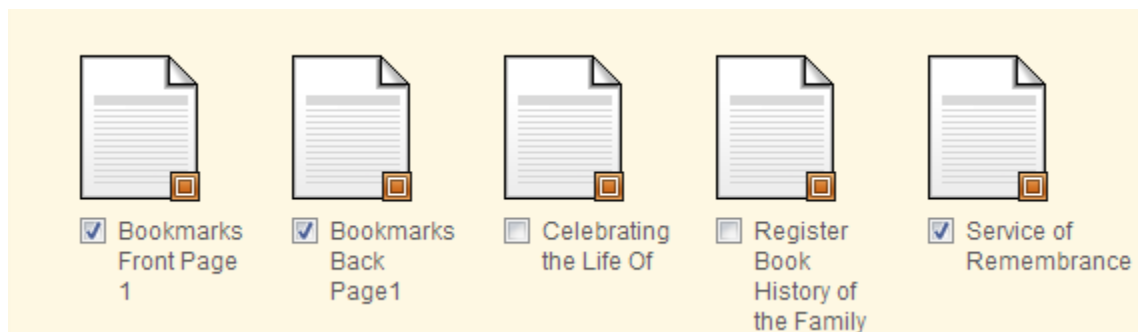 Bookmarks
Front Page
1
Bookmarks
Back
Page1
Celebrating
the Life Of
Register
Book
History of
the Family
Service of
Remembrance